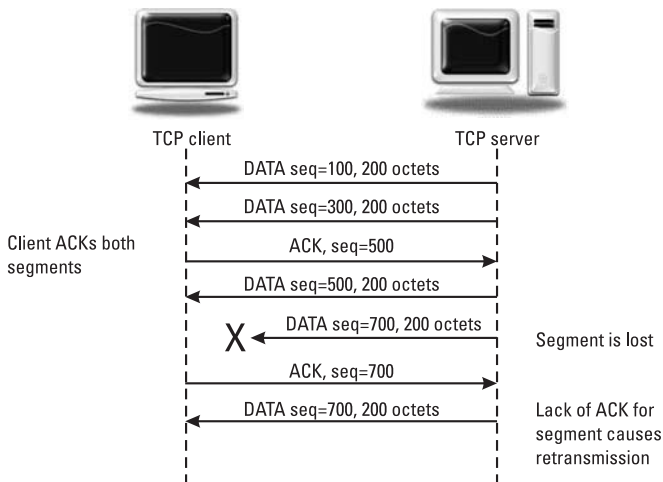 TCP client
TCP server
DATA seq=100, 200 octets
DATA seq=300, 200 octets
Client ACKs both
segments
ACK, seq=500
DATA seq=500, 200 octets
DATA seq=700, 200 octets
X
Segment is lost
ACK, seq=700
DATA seq=700, 200 octets
Lack of ACK for
segment causes
retransmission